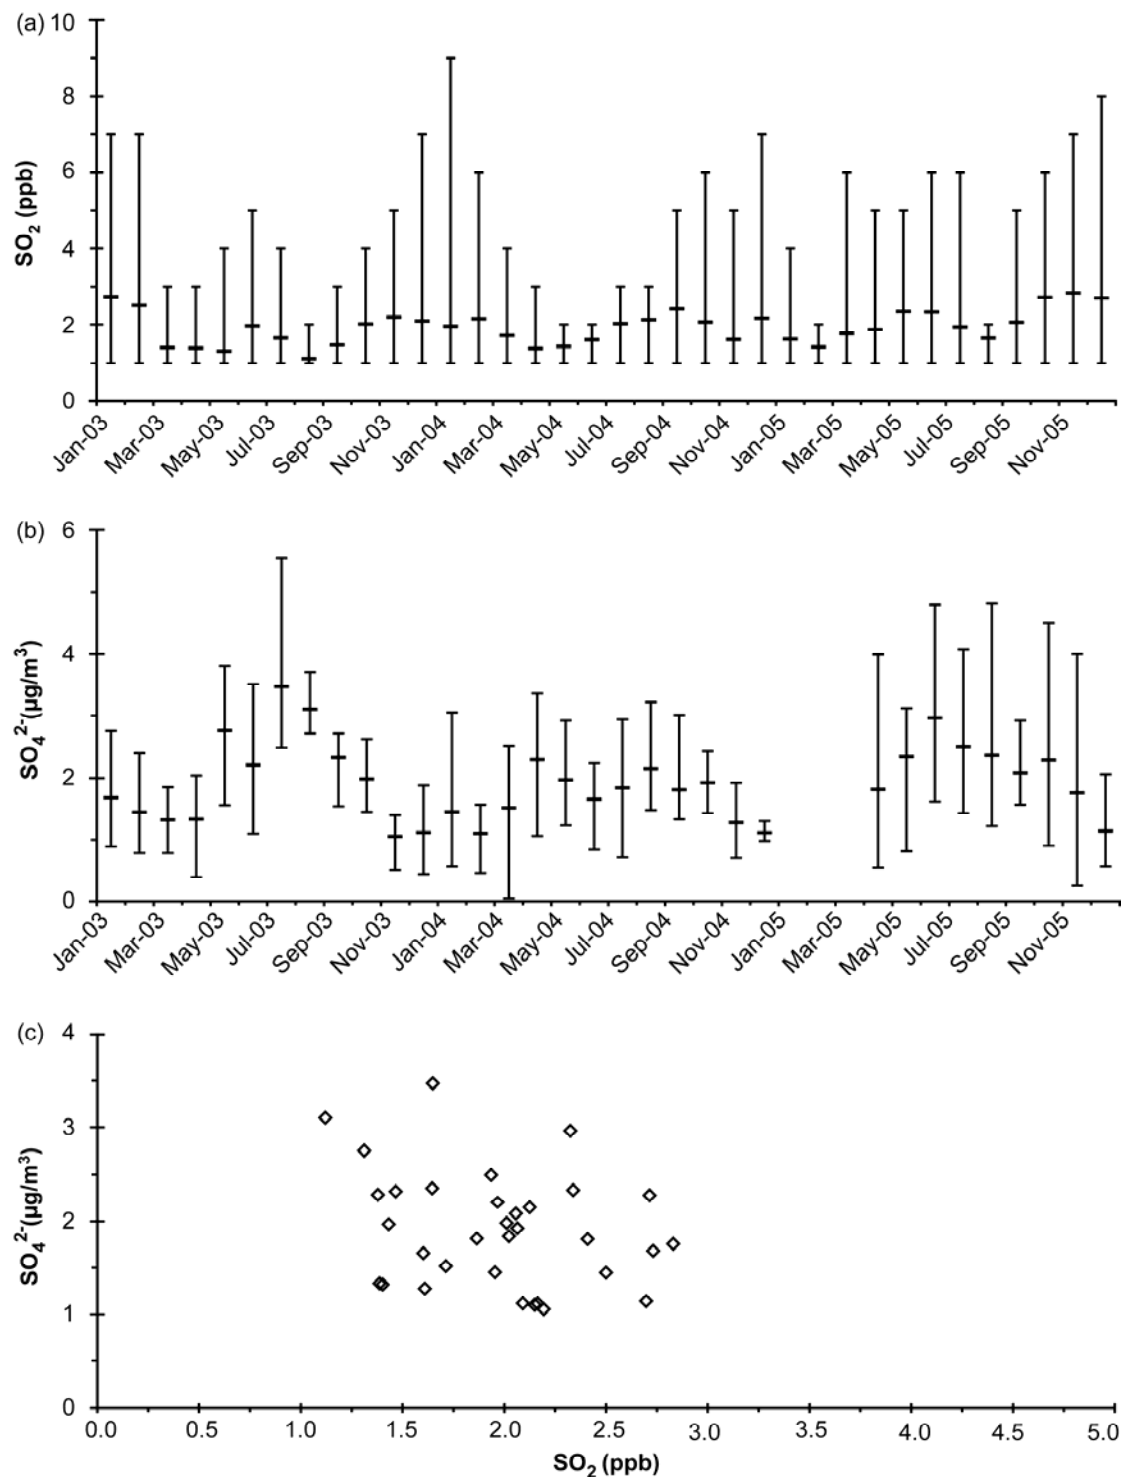 (a) 10
8
6
4
2
0
SO₂ (ppb)
Jan-03 Mar-03 May-03 Jul-03 Sep-03 Nov-03 Jan-04 Mar-04 May-04 Jul-04 Sep-04 Nov-04 Jan-05 Mar-05 May-05 Jul-05 Sep-05 Nov-05
(b) 6
4
2
0
SO₄²⁻(µg/m³)
Jan-03 Mar-03 May-03 Jul-03 Sep-03 Nov-03 Jan-04 Mar-04 May-04 Jul-04 Sep-04 Nov-04 Jan-05 Mar-05 May-05 Jul-05 Sep-05 Nov-05
(c) 4
3
2
1
0
SO₄²⁻(µg/m³)
0.0 0.5 1.0 1.5 2.0 2.5 3.0 3.5 4.0 4.5 5.0
SO₂ (ppb)